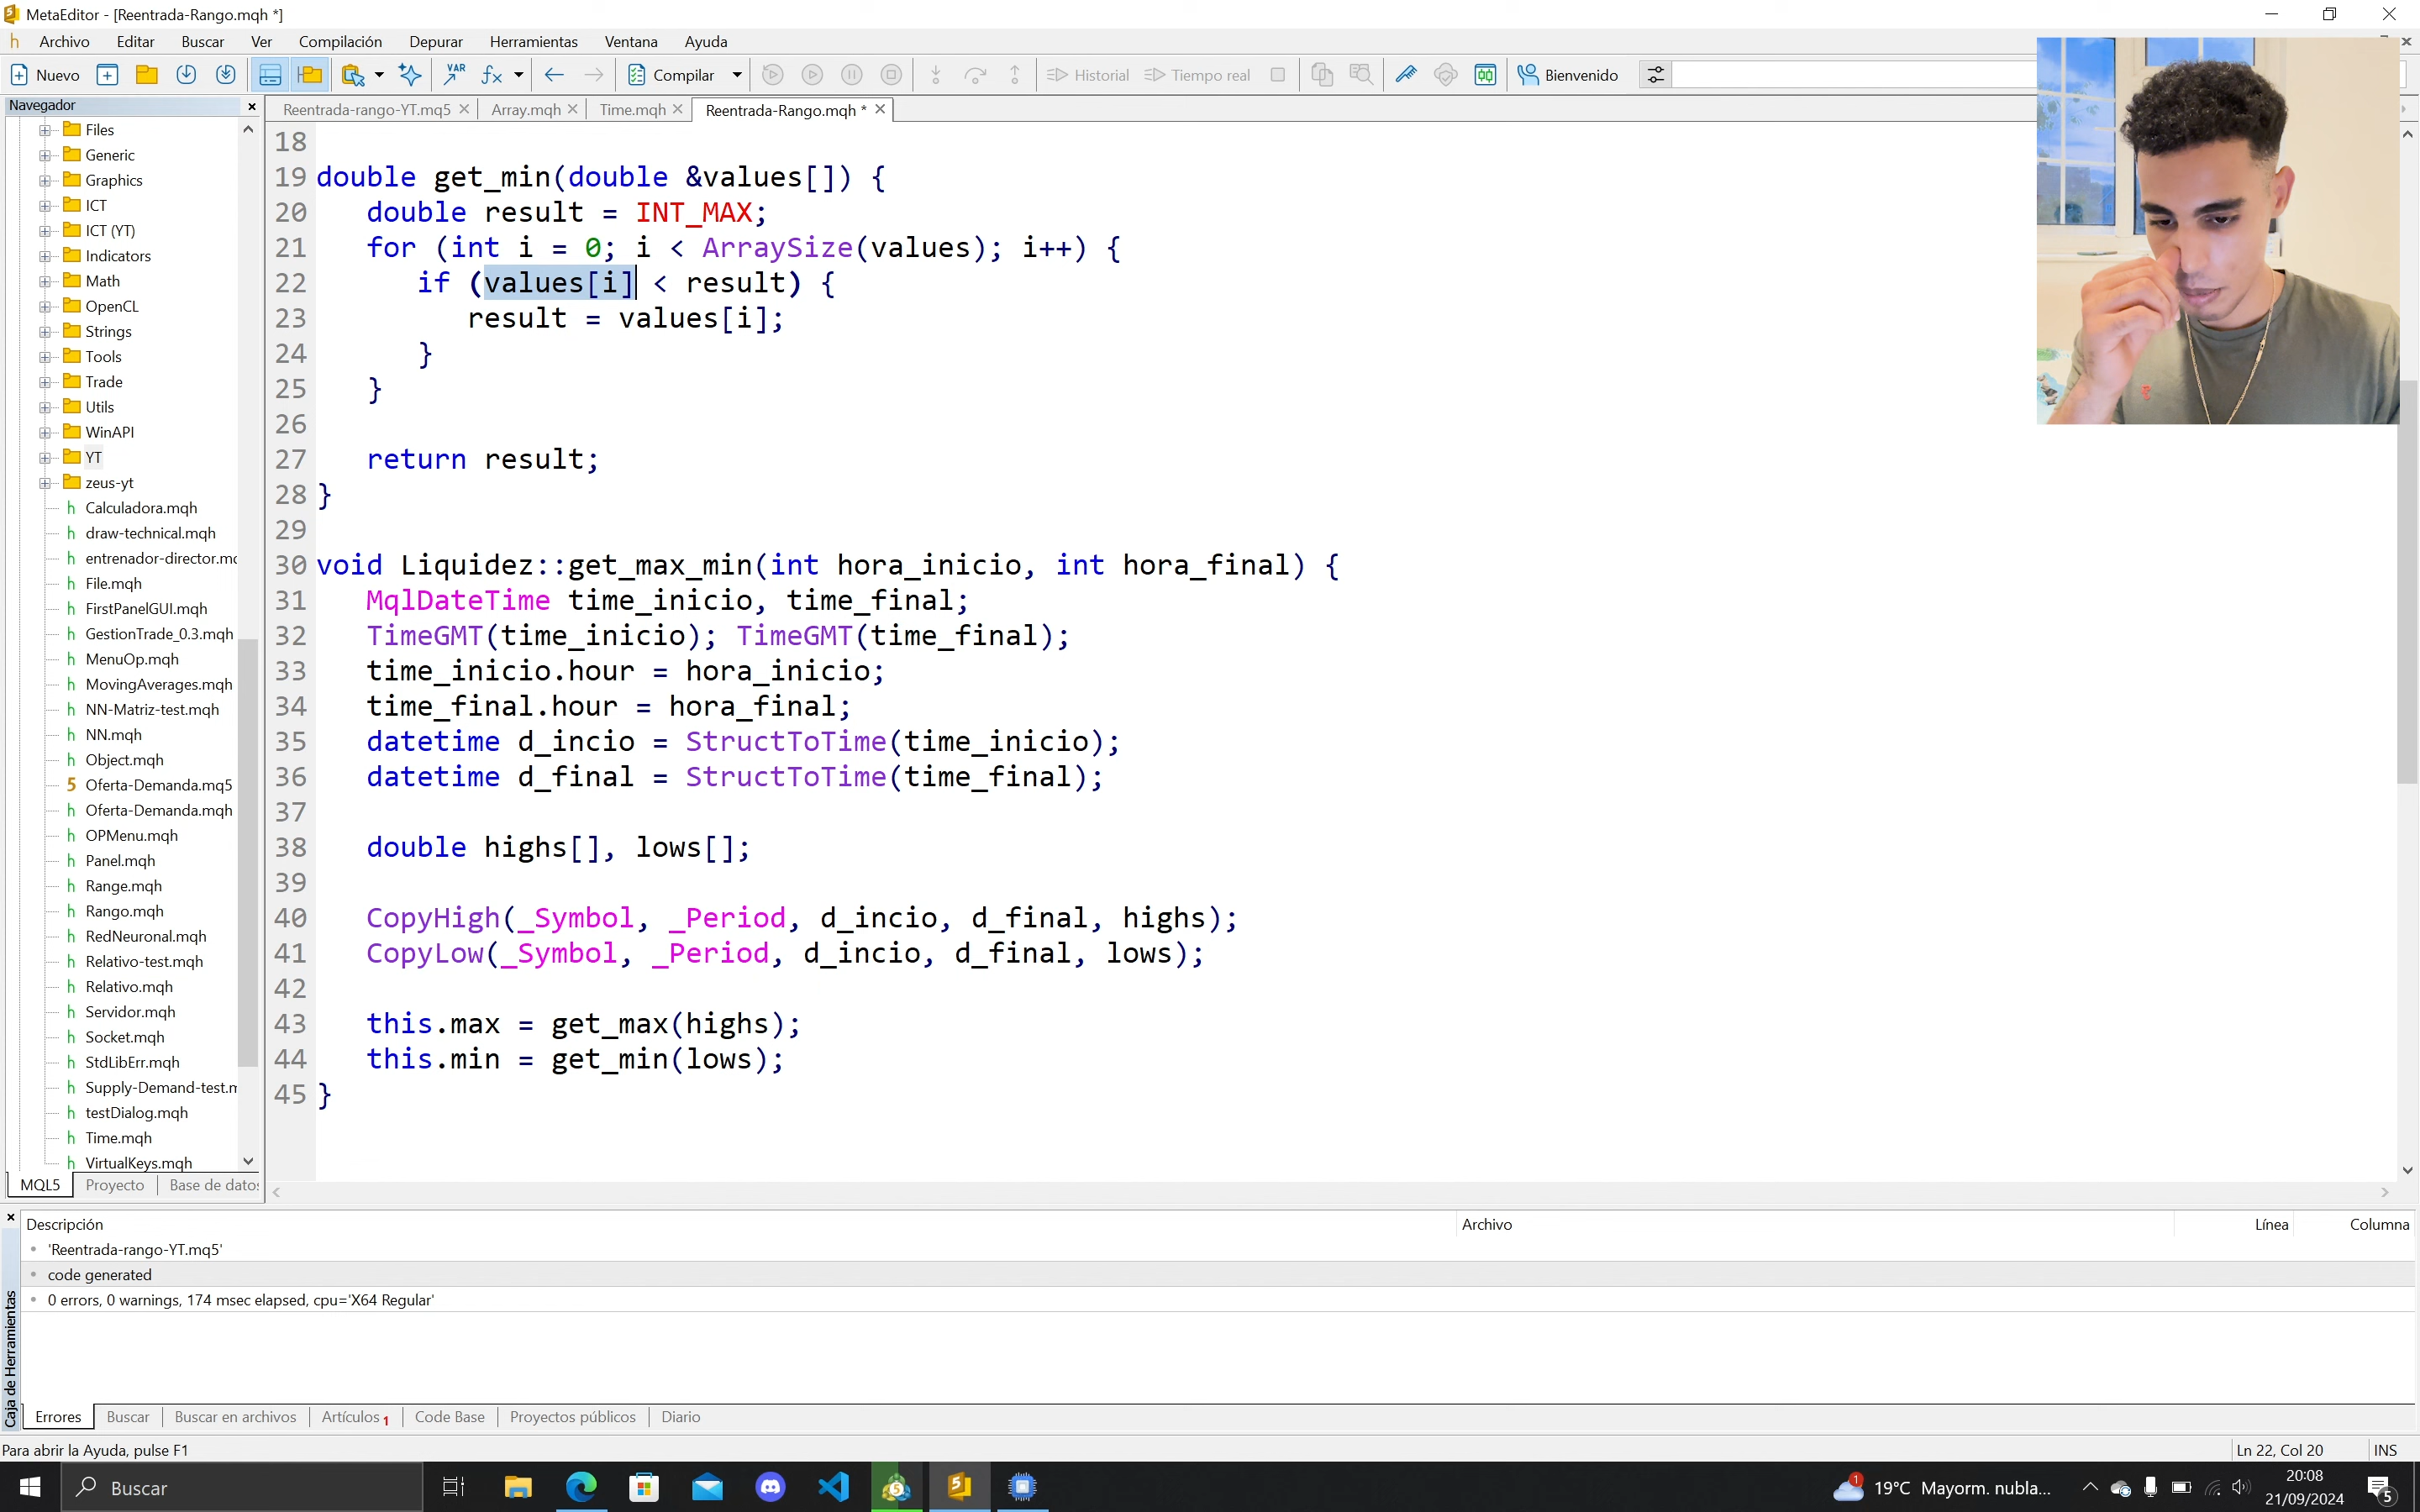 MetaEditor - [Reentrada-Rango.mqh *]
Archivo Editar Buscar Ver Compilación Depurar Herramientas Ventana Ayuda
Nuevo VAR fx Compilar Historial Tiempo real Bienvenido
Navegador
Reentrada-rango-YT.mq5 Array.mqh Time.mqh Reentrada-Rango.mqh *
Files
Generic
Graphics
ICT
ICT (YT)
Indicators
Math
OpenCL
Strings
Tools
Trade
Utils
WinAPI
YT
zeus-yt
Calculadora.mqh
draw-technical.mqh
entrenador-director.mq
File.mqh
FirstPanelGUI.mqh
GestionTrade_0.3.mqh
MenuOp.mqh
MovingAverages.mqh
NN-Matriz-test.mqh
NN.mqh
Object.mqh
Oferta-Demanda.mq5
Oferta-Demanda.mqh
OPMenu.mqh
Panel.mqh
Range.mqh
Rango.mqh
RedNeuronal.mqh
Relativo-test.mqh
Relativo.mqh
Servidor.mqh
Socket.mqh
StdLibErr.mqh
Supply-Demand-test.m
testDialog.mqh
Time.mqh
VirtualKeys.mqh
MQL5 Proyecto Base de datos
18
19 double get_min(double &values[]) {
20 double result = INT_MAX;
21 for (int i = 0; i < ArraySize(values); i++) {
22 if (values[i] < result) {
23 result = values[i];
24 }
25 }
26
27 return result;
28 }
29
30 void Liquidez::get_max_min(int hora_inicio, int hora_final) {
31 MqlDateTime time_inicio, time_final;
32 TimeGMT(time_inicio); TimeGMT(time_final);
33 time_inicio.hour = hora_inicio;
34 time_final.hour = hora_final;
35 datetime d_incio = StructToTime(time_inicio);
36 datetime d_final = StructToTime(time_final);
37
38 double highs[], lows[];
39
40 CopyHigh(_Symbol, _Period, d_incio, d_final, highs);
41 CopyLow(_Symbol, _Period, d_incio, d_final, lows);
42
43 this.max = get_max(highs);
44 this.min = get_min(lows);
45 }
Descripción Archivo Línea Columna
'Reentrada-rango-YT.mq5'
code generated
0 errors, 0 warnings, 174 msec elapsed, cpu='X64 Regular'
Caja de Herramientas
Errores Buscar Buscar en archivos Artículos 1 Code Base Proyectos públicos Diario
Para abrir la Ayuda, pulse F1 Ln 22, Col 20 INS
Buscar 1 19°C Mayorm. nubla... 20:08 5
21/09/2024